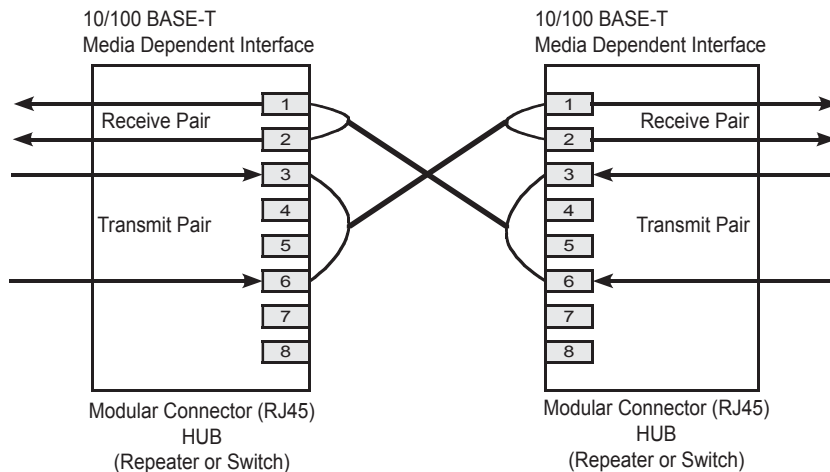 10/100 BASE-T
Media Dependent Interface
1
Receive Pair
2
3
4
Transmit Pair
5
6
7
8
Modular Connector (RJ45)
HUB
(Repeater or Switch)
10/100 BASE-T
Media Dependent Interface
1
Receive Pair
2
3
4
Transmit Pair
5
6
7
8
Modular Connector (RJ45)
HUB
(Repeater or Switch)